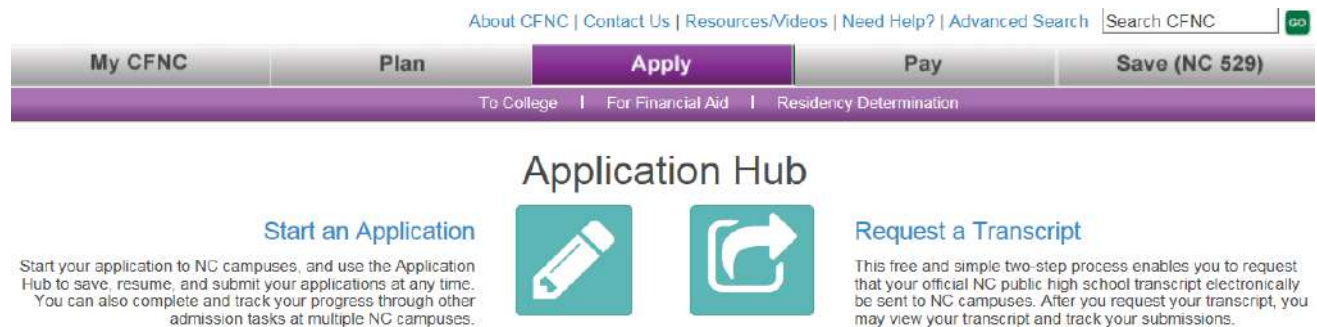 About CFNC | Contact Us | Resources/Videos | Need Help? | Advanced Search Search CFNC GO
My CFNC Plan Apply Pay Save (NC 529)
To College | For Financial Aid | Residency Determination
Application Hub
Start an Application
Start your application to NC campuses, and use the Application
Hub to save, resume, and submit your applications at any time.
You can also complete and track your progress through other
admission tasks at multiple NC campuses.
Request a Transcript
This free and simple two-step process enables you to request
that your official NC public high school transcript electronically
be sent to NC campuses. After you request your transcript, you
may view your transcript and track your submissions.